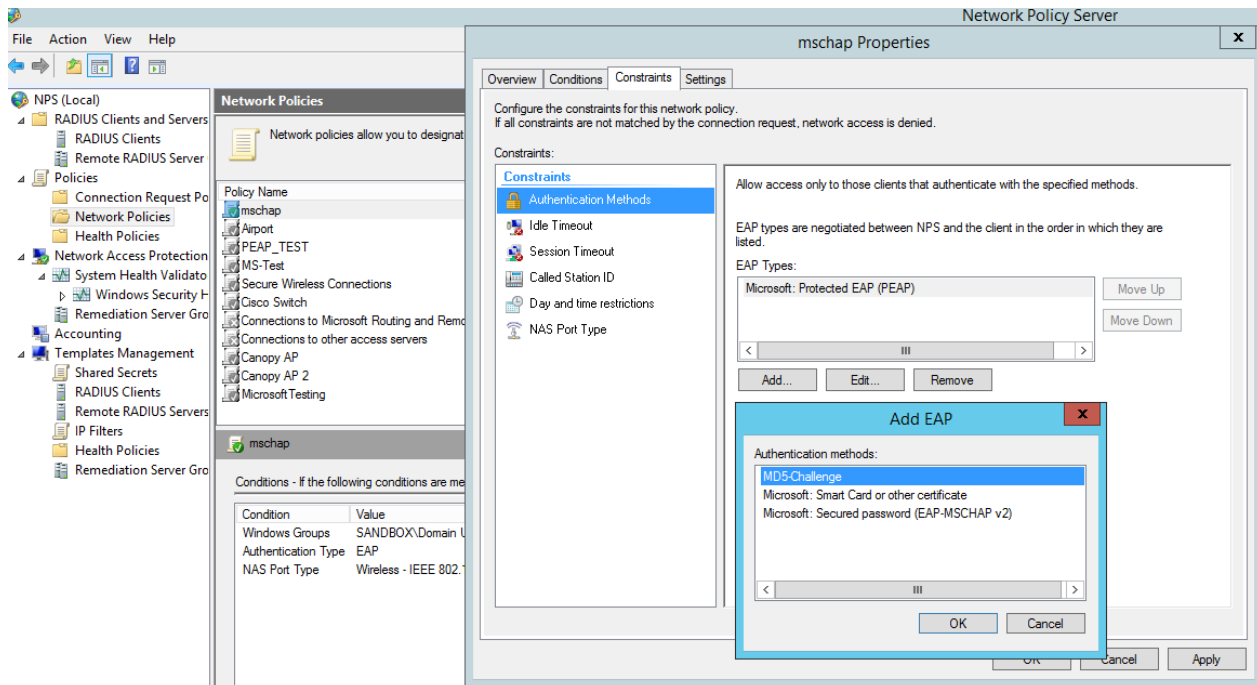 Network Policy Server
File Action View Help
NPS (Local)
RADIUS Clients and Servers
RADIUS Clients
Remote RADIUS Server
Policies
Connection Request Po
Network Policies
Health Policies
Network Access Protection
System Health Validato
Windows Security H
Remediation Server Gro
Accounting
Templates Management
Shared Secrets
RADIUS Clients
Remote RADIUS Servers
IP Filters
Health Policies
Remediation Server Gro
Network Policies
Network policies allow you to designat
Policy Name
mschap
Airport
PEAP_TEST
MS-Test
Secure Wireless Connections
Cisco Switch
Connections to Microsoft Routing and Remo
Connections to other access servers
Canopy AP
Canopy AP 2
MicrosoftTesting
mschap
Conditions - If the following conditions are me
Condition Value
Windows Groups SANDBOX\Domain U
Authentication Type EAP
NAS Port Type Wireless - IEEE 802.1
mschap Properties
x
Overview Conditions Constraints Settings
Configure the constraints for this network policy.
If all constraints are not matched by the connection request, network access is denied.
Constraints:
Constraints
Authentication Methods
Idle Timeout
Session Timeout
Called Station ID
Day and time restrictions
NAS Port Type
Allow access only to those clients that authenticate with the specified methods.
EAP types are negotiated between NPS and the client in the order in which they are
listed.
EAP Types:
Microsoft: Protected EAP (PEAP)
Move Up
Move Down
Add... Edit... Remove
Add EAP
x
Authentication methods:
MD5-Challenge
Microsoft: Smart Card or other certificate
Microsoft: Secured password (EAP-MSCHAP v2)
OK Cancel
OK Cancel Apply